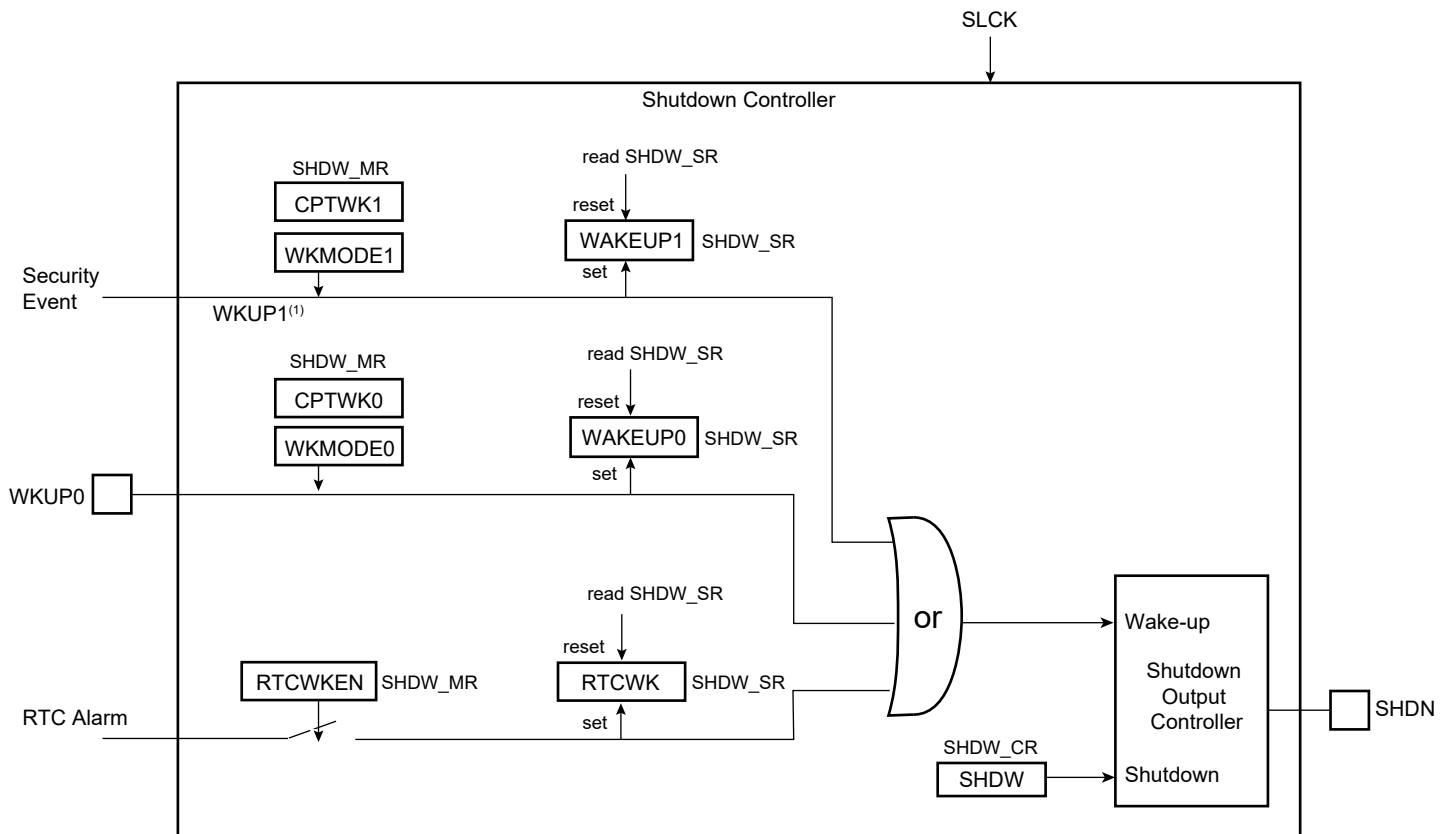 SLCK
Shutdown Controller
read SHDW_SR
SHDW_MR
CPTWK1
reset
WAKEUP1
SHDW_SR
WKMODE1
set
Security
Event
WKUP1(1)
read SHDW_SR
SHDW_MR
CPTWK0
reset
WAKEUP0
SHDW_SR
WKMODE0
set
WKUP0
or
read SHDW_SR
Wake-up
reset
RTCWKEN
SHDW_MR
RTCWK
SHDW_SR
Shutdown
Output
Controller
RTC Alarm
set
SHDN
SHDW_CR
SHDW
Shutdown